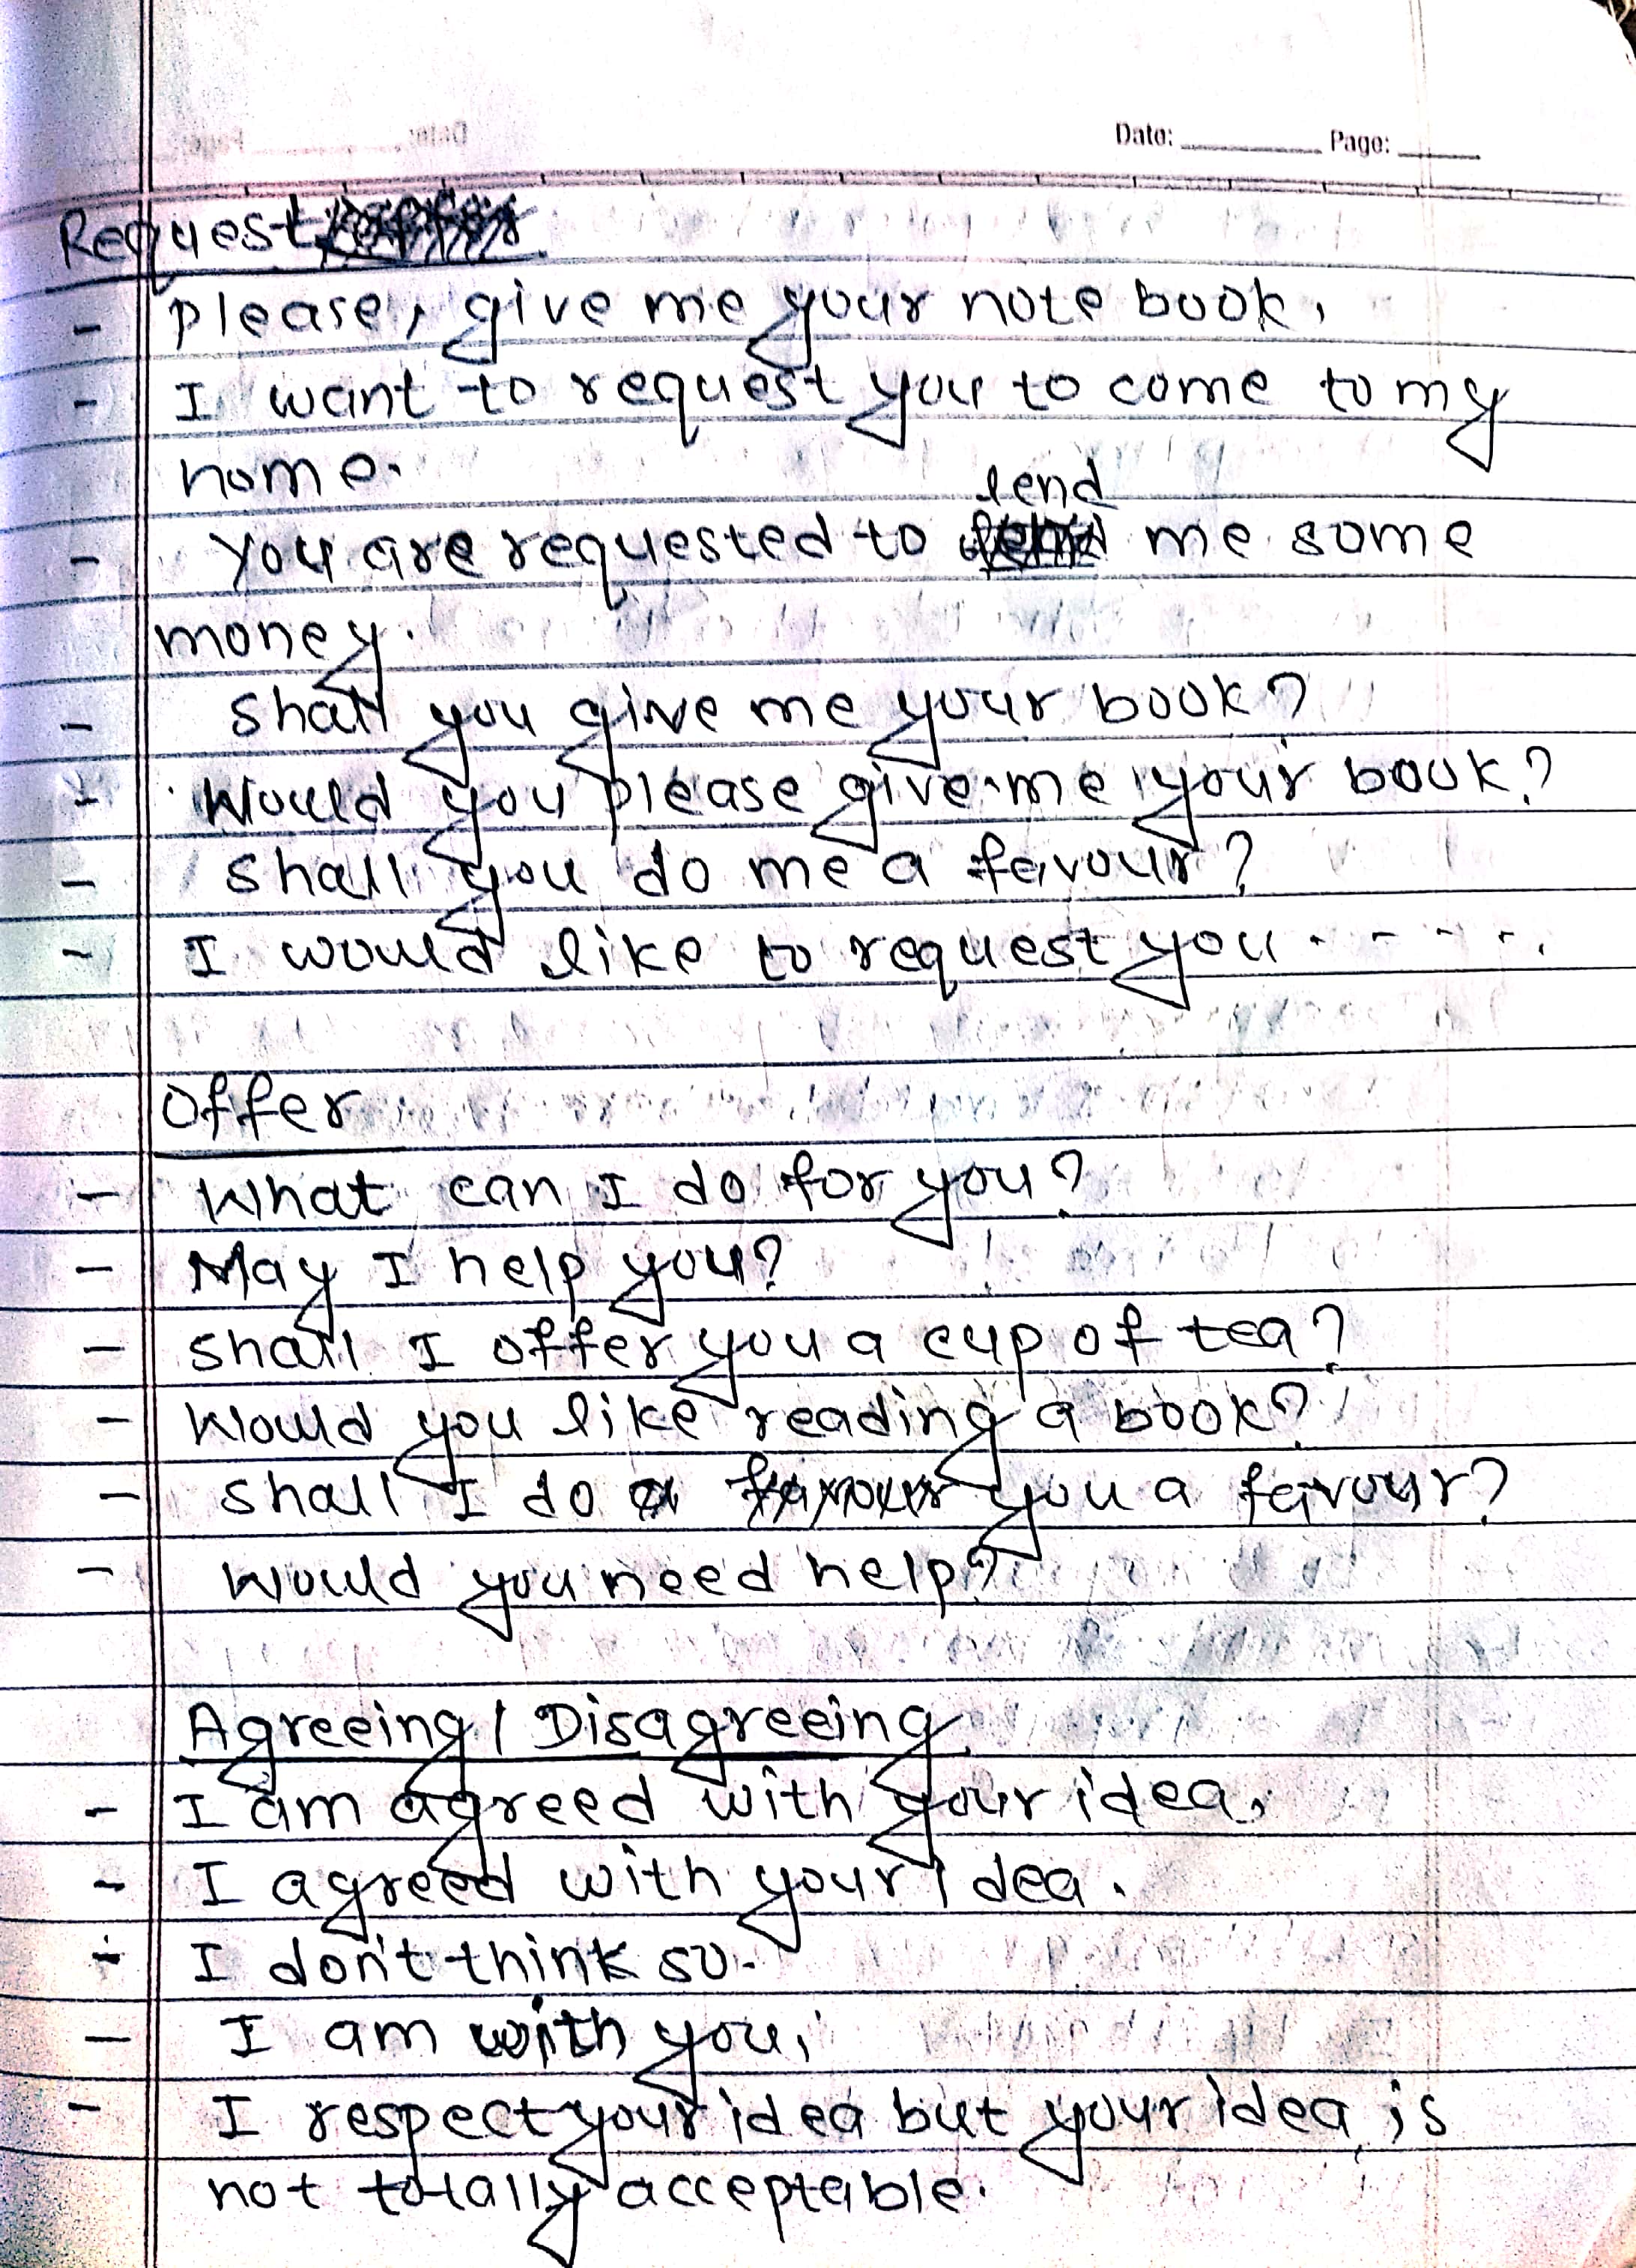 Date: Page:
Request
- please, give me your note book.
- I want to request you to come to my
home.
lend
- you are requested to me some
money.
- shall you give me your book?
- Would you please give me your book?
- shall you do me a favour?
- I would like to request you - - - - .
Offer
- What can I do for you?
- May I help you?
- shall I offer you a cup of tea?
- Would you like reading a book?
- shall I do you a favour?
- Would you need help?
Agreeing / Disagreeing
- I am agreed with your idea.
- I agreed with your idea.
- I don't think so.
- I am with you.
- I respect your idea but your idea is
not totally acceptable.